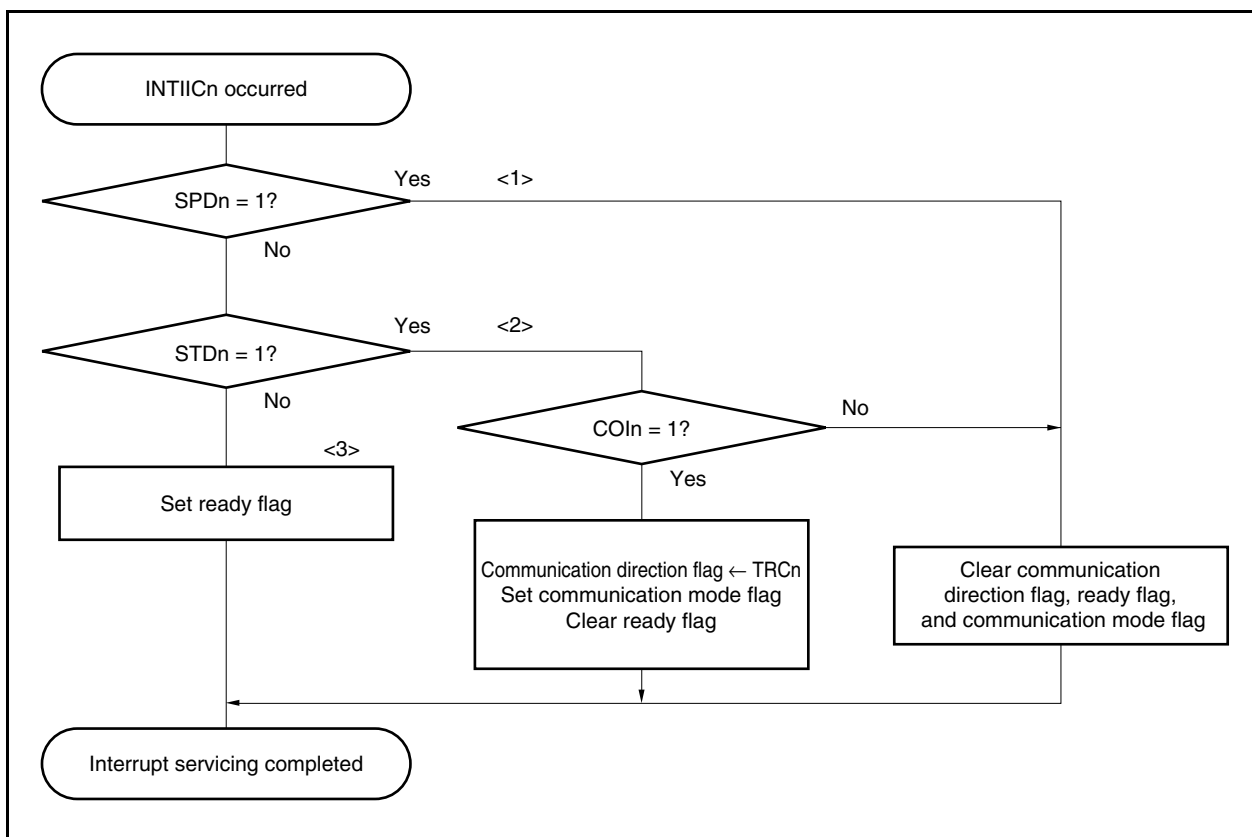 INTIICn occurred
Yes
<1>
SPDn = 1?
No
Yes
<2>
STDn = 1?
No
No
COIn = 1?
<3>
Yes
Set ready flag
Communication direction flag ← TRCn
Set communication mode flag
Clear ready flag
Clear communication
direction flag, ready flag,
and communication mode flag
Interrupt servicing completed